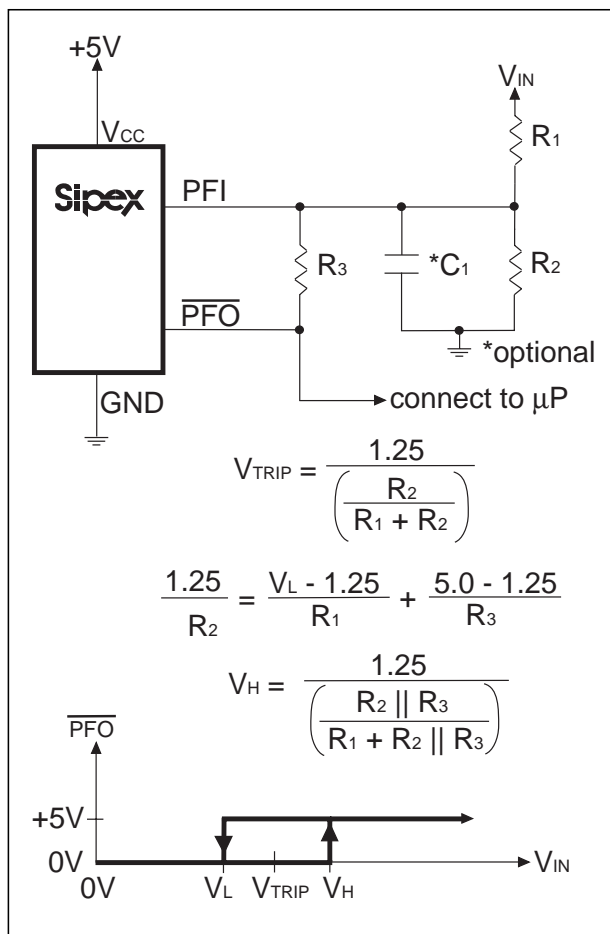 +5V
VIN
VCC
R1
Sipex
PFI
R3
*C1
R2
PFO
*optional
GND
connect to μP
VTRIP = 1.25 / (R2 / (R1 + R2))
1.25 / R2 = (VL - 1.25) / R1 + (5.0 - 1.25) / R3
VH = 1.25 / (R2 || R3 / (R1 + R2 || R3))
PFO
+5V
0V
0V
VL
VTRIP
VH
VIN